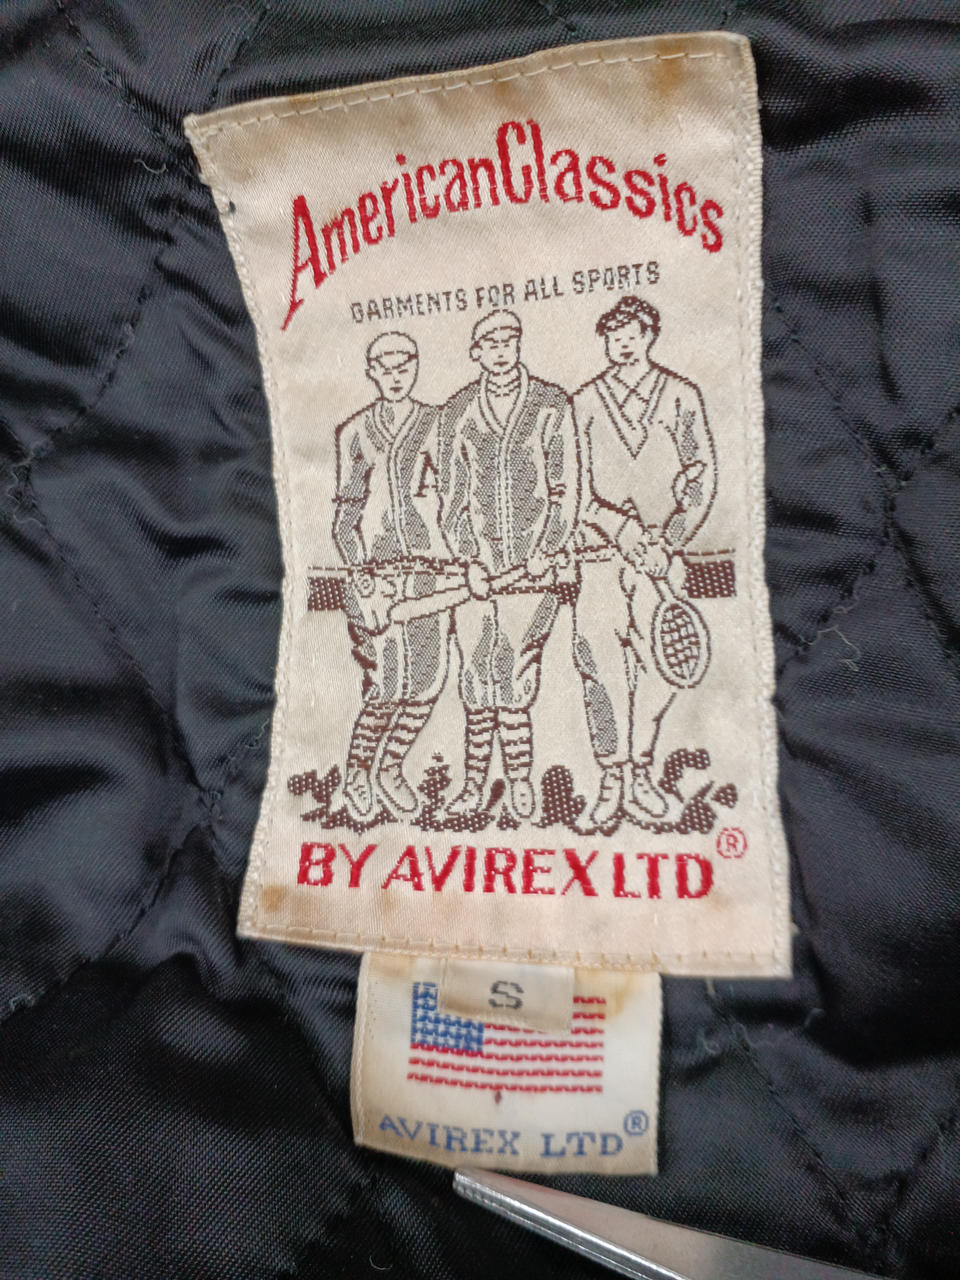 AmericanClassics
GARMENTS FOR ALL SPORTS
A
BY AVIREX LTD®
S
AVIREX LTD®